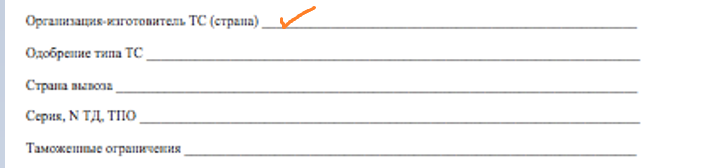 Организация-изготовитель ТС (страна)
Одобрение типа ТС
Страна вывоза
Серия, N ТД, ТПО
Таможенные ограничения